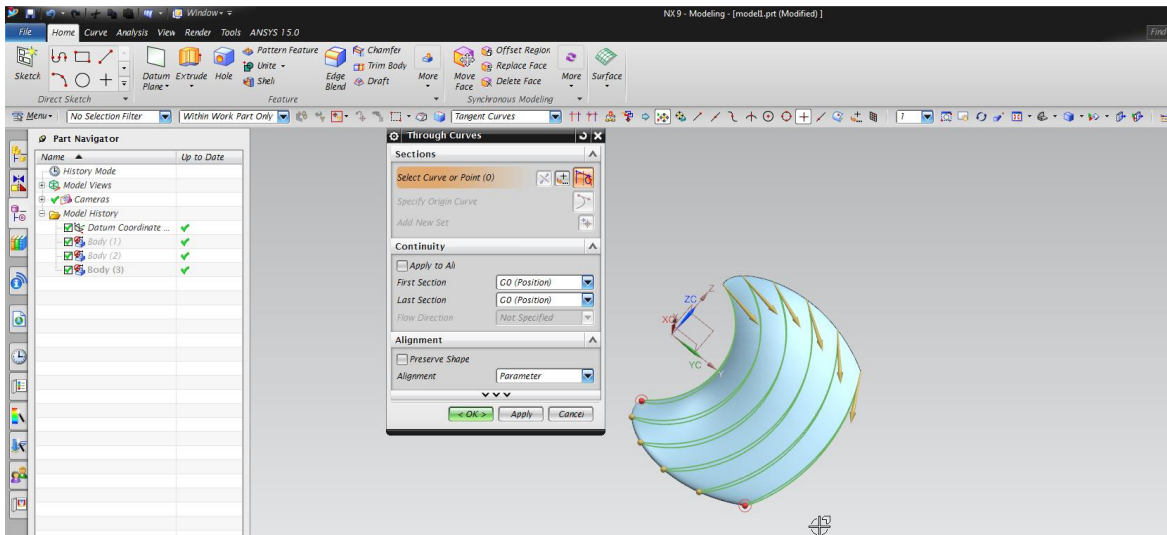 Window
NX 9 - Modeling - [model1.prt (Modified) ]
File Home Curve Analysis View Render Tools ANSYS 15.0
Find
Sketch
Datum Plane
Extrude
Hole
Pattern Feature
Unite
Shell
Edge Blend
Chamfer
Trim Body
Draft
More
Move Face
Offset Region
Replace Face
Delete Face
More
Surface
Direct Sketch
Feature
Synchronous Modeling
Menu No Selection Filter Within Work Part Only Tangent Curves 1
Part Navigator
Name Up to Date
History Mode
Model Views
Cameras
Model History
Datum Coordinate ...
Body (1)
Body (2)
Body (3)
Through Curves
Sections
Select Curve or Point (0)
Specify Origin Curve
Add New Set
Continuity
Apply to All
First Section G0 (Position)
Last Section G0 (Position)
Flow Direction Not Specified
Alignment
Preserve Shape
Alignment Parameter
< OK > Apply Cancel
Z
ZC
XC
YC
Y